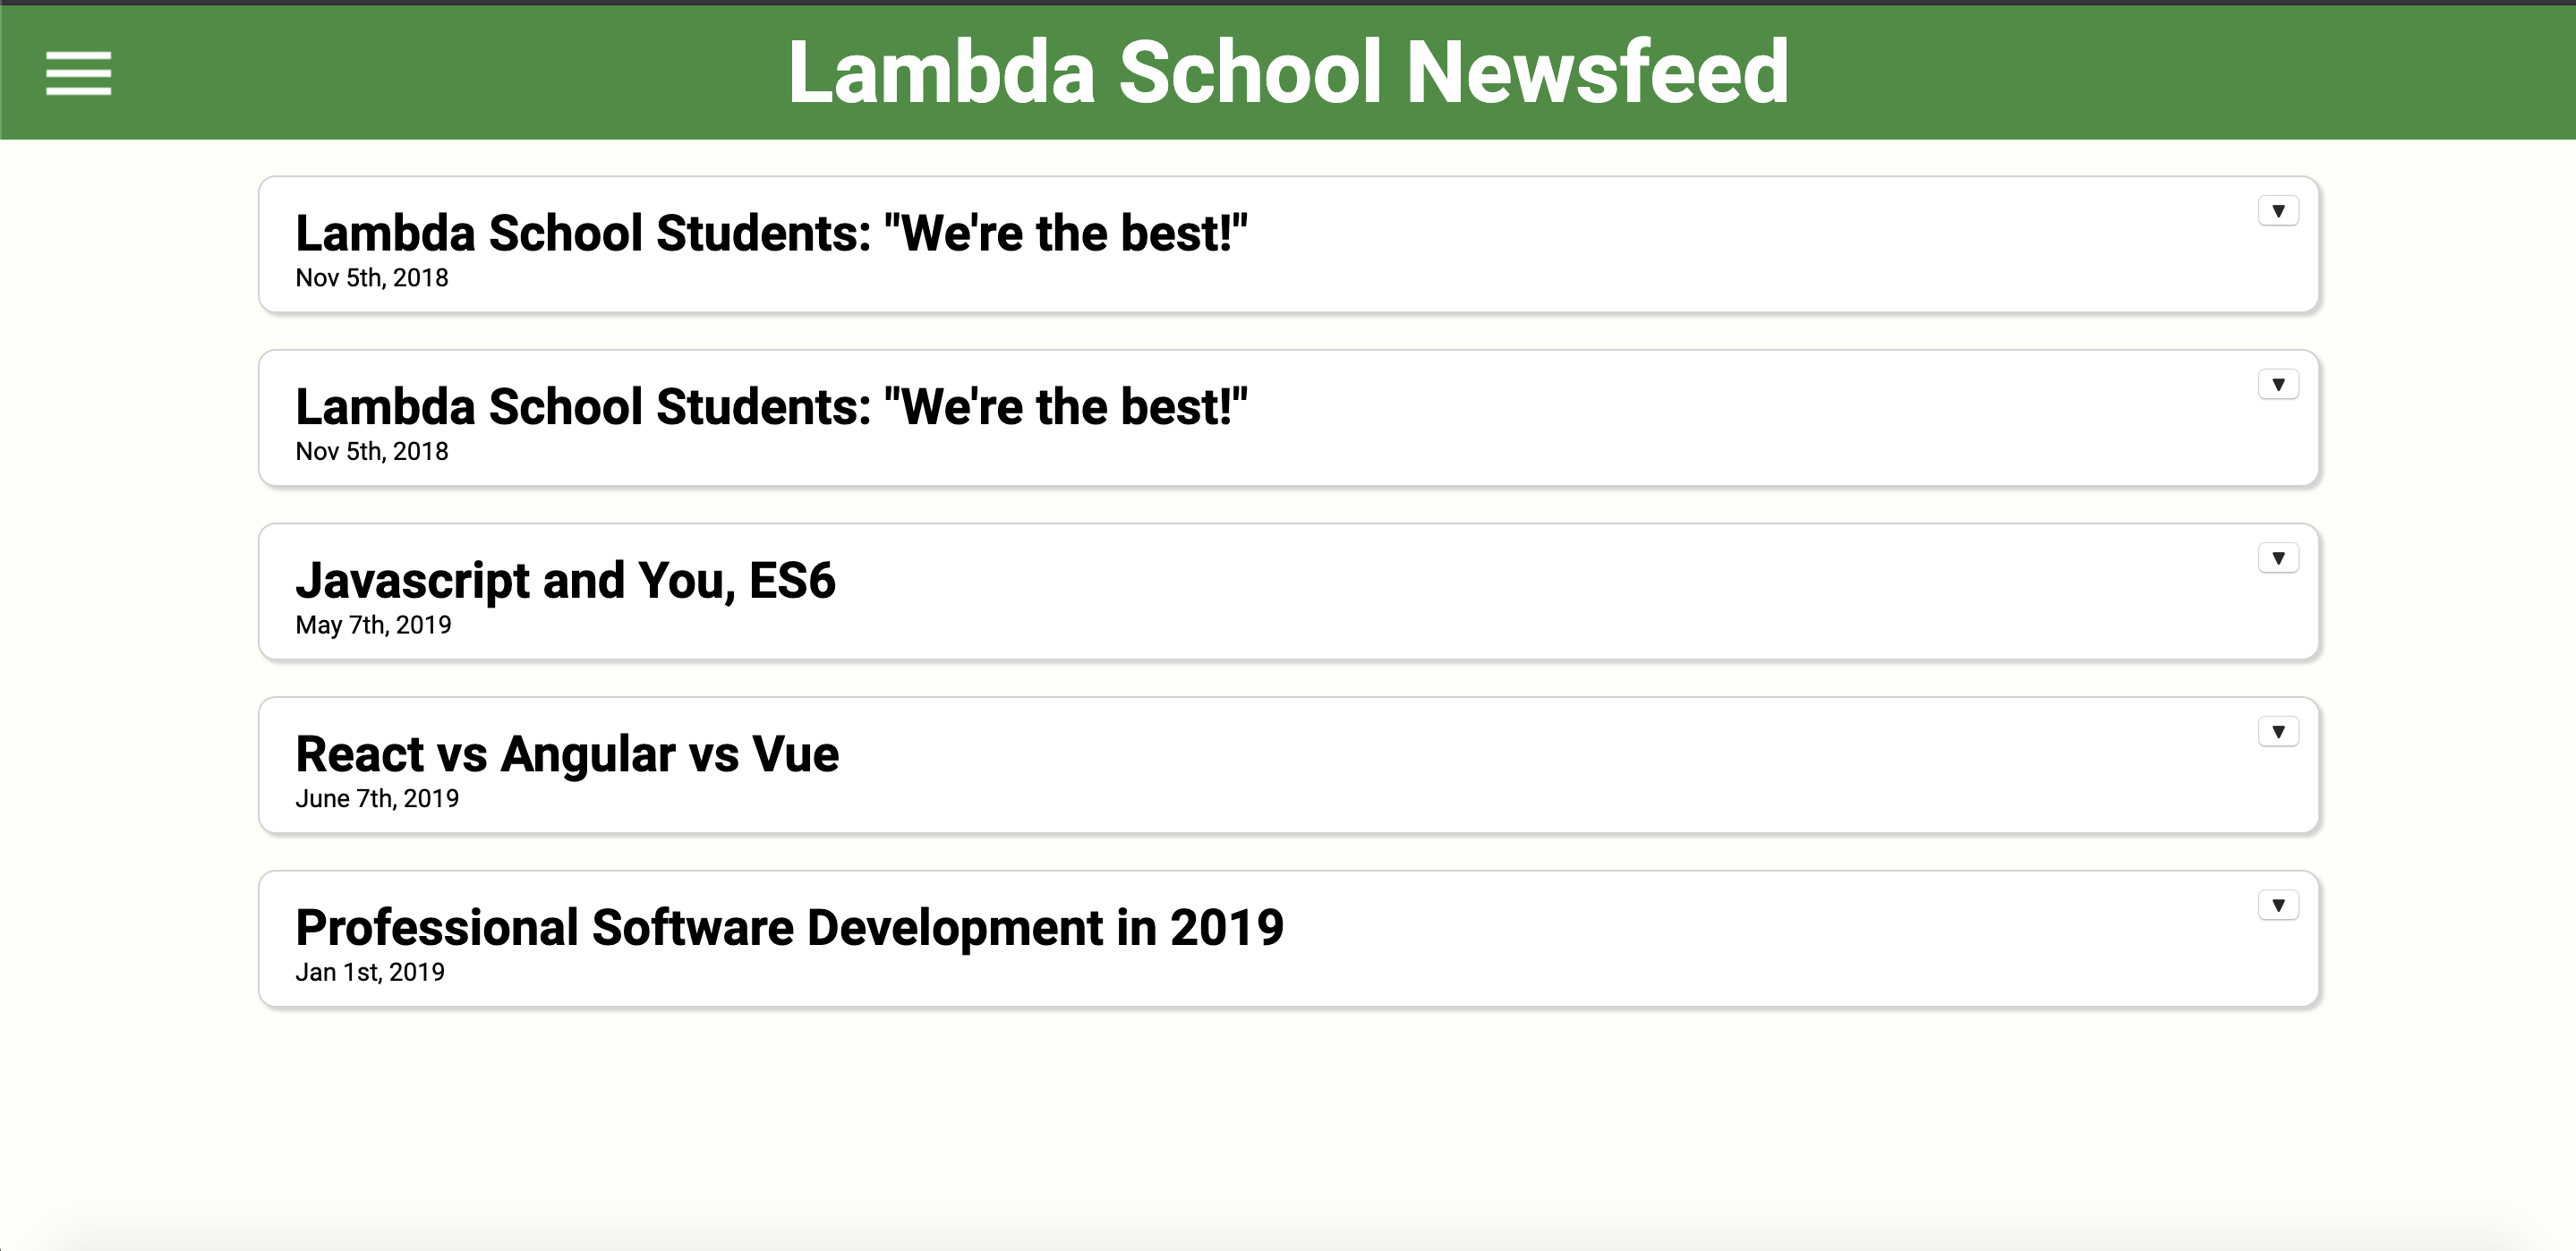 Lambda School Newsfeed
Lambda School Students: "We're the best!"
Nov 5th, 2018
Lambda School Students: "We're the best!"
Nov 5th, 2018
Javascript and You, ES6
May 7th, 2019
React vs Angular vs Vue
June 7th, 2019
Professional Software Development in 2019
Jan 1st, 2019